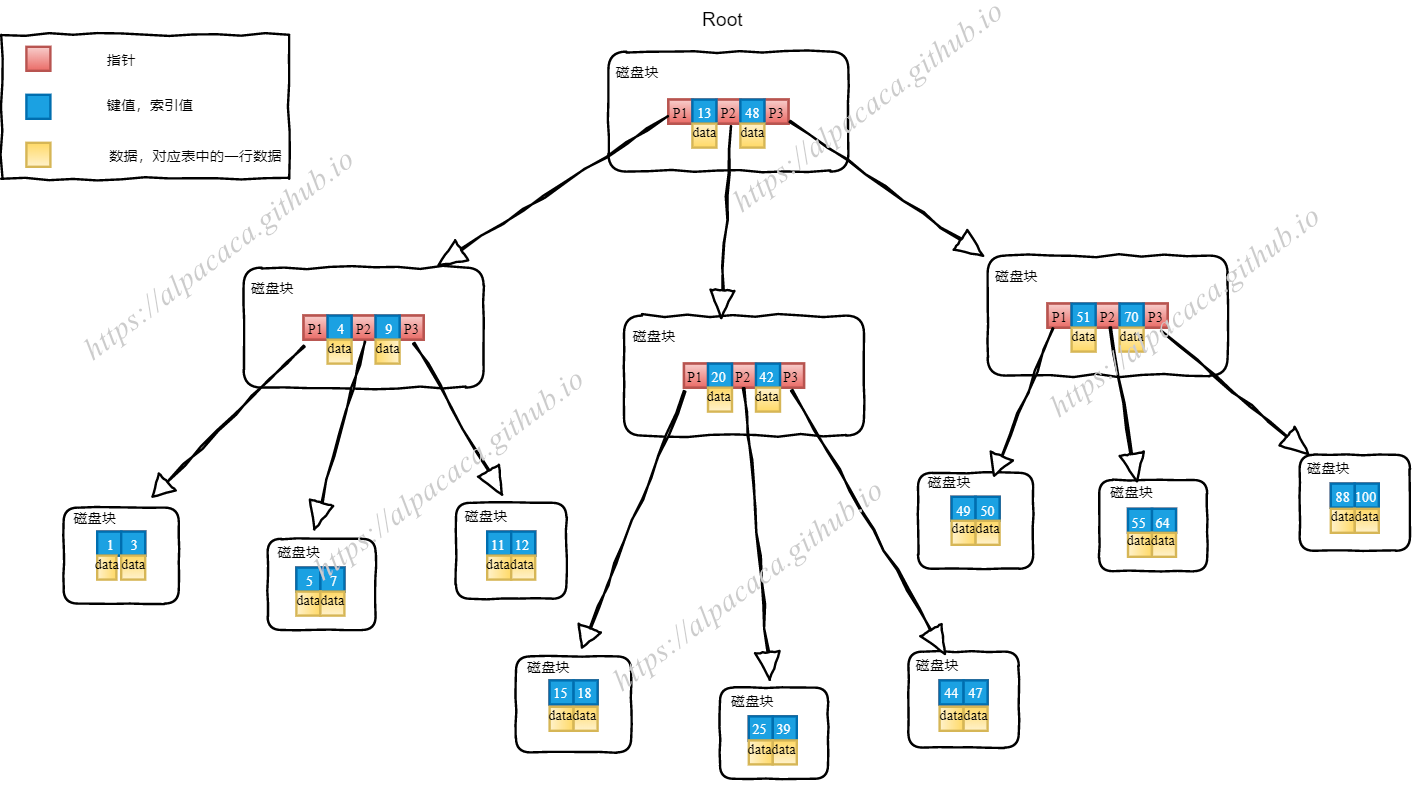 Root
指针
键值，索引值
数据，对应表中的一行数据
磁盘块
P1 13 P2 48 P3
data data
磁盘块
P1 4 P2 9 P3
data data
磁盘块
P1 20 P2 42 P3
data data
磁盘块
P1 51 P2 70 P3
data data
磁盘块
1 3
data data
磁盘块
5 7
data data
磁盘块
11 12
data data
磁盘块
15 18
data data
磁盘块
25 39
data data
磁盘块
44 47
data data
磁盘块
49 50
data data
磁盘块
55 64
data data
磁盘块
88 100
data data
https://alpacaca.github.io
https://alpacaca.github.io
https://alpacaca.github.io
https://alpacaca.github.io
https://alpacaca.github.io